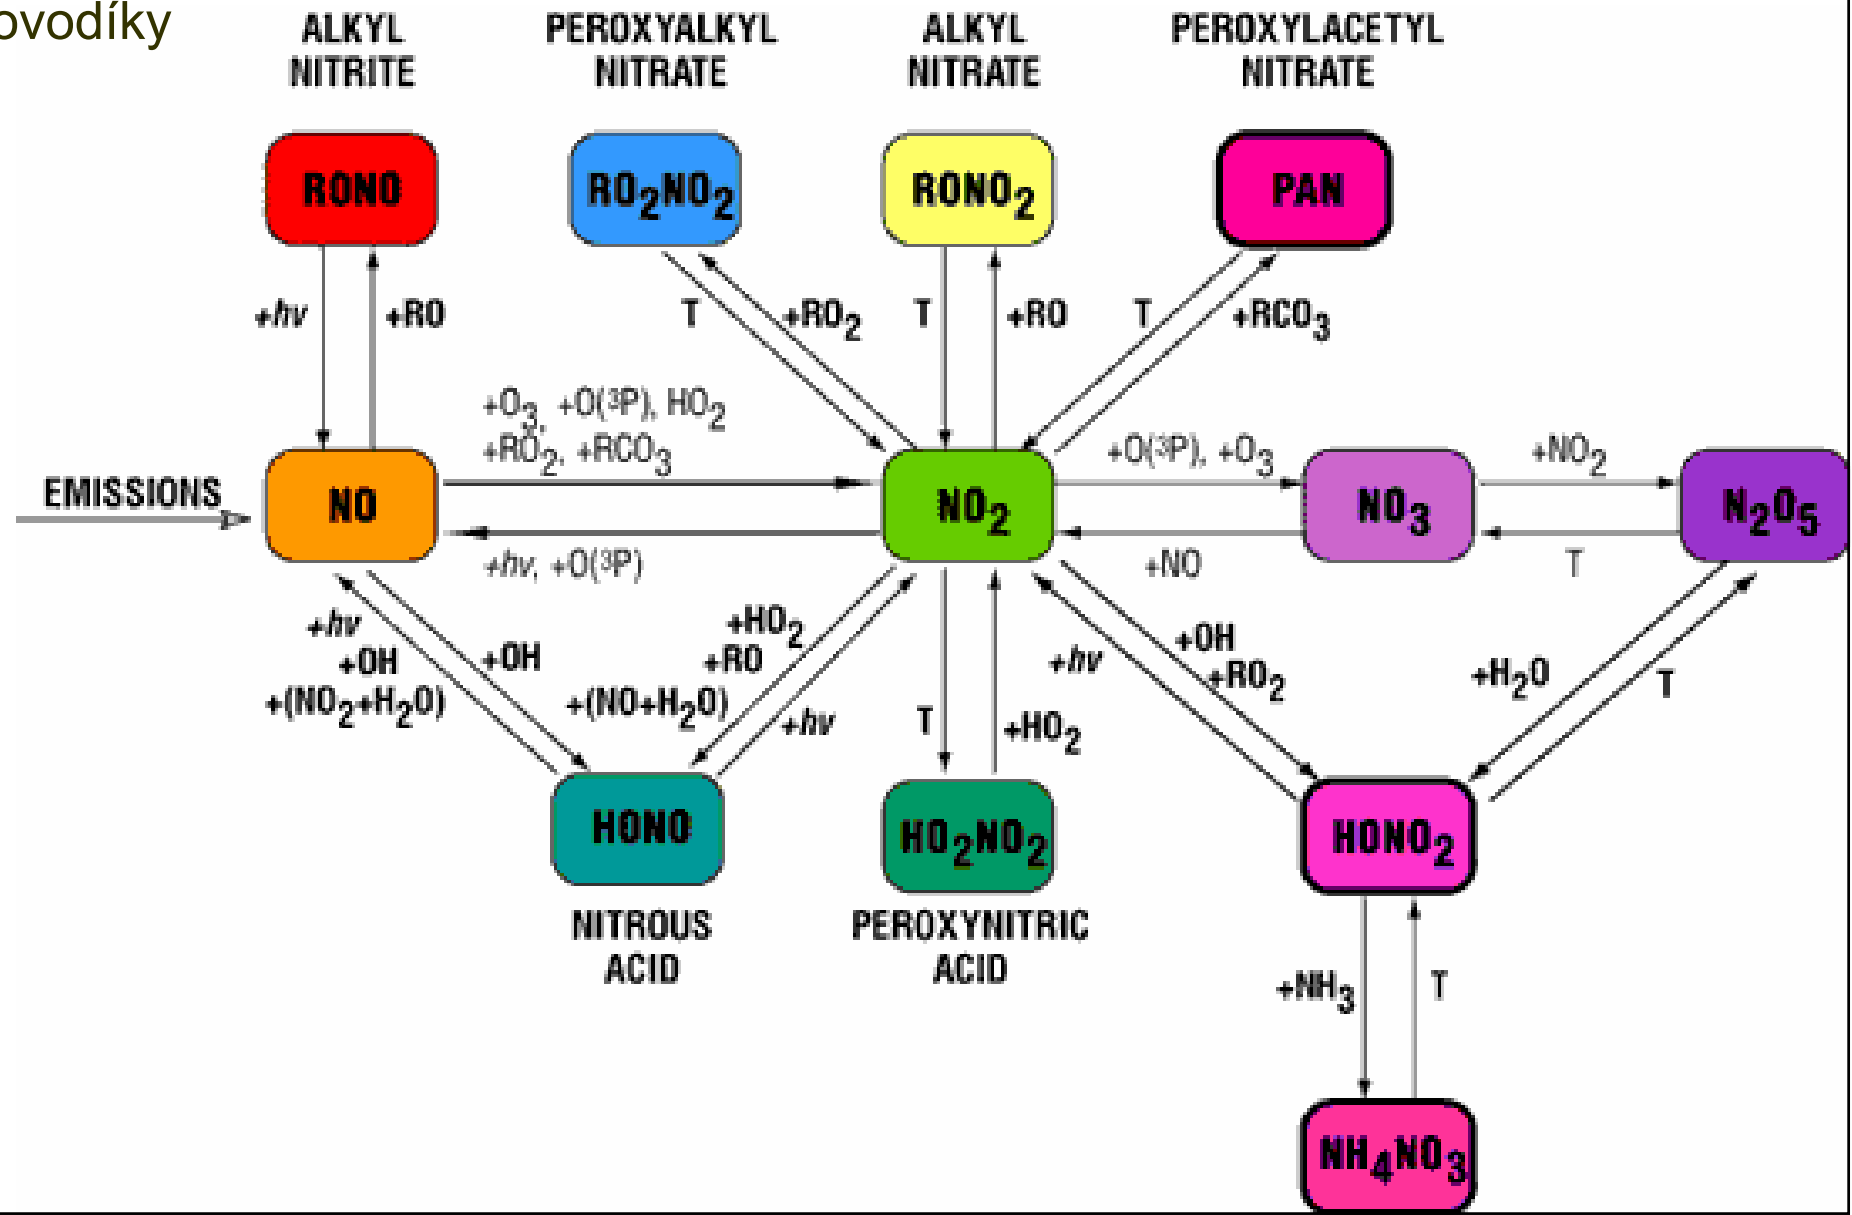 ovodíky
ALKYL
NITRITE
PEROXYALKYL
NITRATE
ALKYL
NITRATE
PEROXYLACETYL
NITRATE
RONO
RO₂NO₂
RONO₂
PAN
+hν
+RO
T
+RO₂
T
+RO
T
+RCO₃
+O₃, +O(³P), HO₂
+RO₂, +RCO₃
+O(³P), +O₃
+NO₂
EMISSIONS
NO
NO₂
NO₃
N₂O₅
+hν, +O(³P)
+NO
T
+hν
+OH
+(NO₂+H₂O)
+OH
+HO₂
+RO
+(NO+H₂O)
+hν
T
+HO₂
+hν
+OH
+RO₂
+H₂O
T
HONO
HO₂NO₂
HONO₂
NITROUS
ACID
PEROXYNITRIC
ACID
+NH₃
T
NH₄NO₃